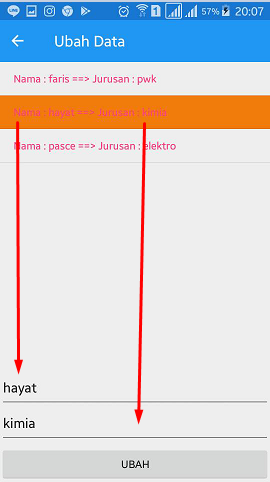 57% 20:07
Ubah Data
Nama : faris ==> Jurusan : pwk
Nama : hayat ==> Jurusan : kimia
Nama : pasce ==> Jurusan : elektro
hayat
kimia
UBAH